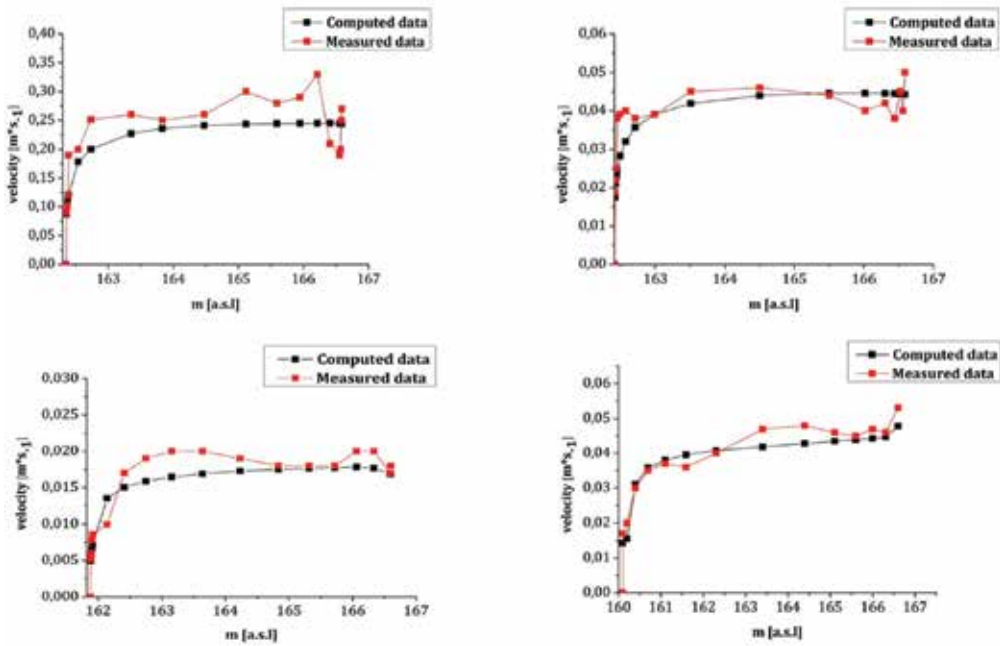 Computed data
Measured data
0,40
0,35
0,30
0,25
0,20
0,15
0,10
0,05
0,00
velocity [m*s-1]
163 164 165 166 167
m [a.s.l]
Computed data
Measured data
0,06
0,05
0,04
0,03
0,02
0,01
0,00
velocity [m*s-1]
163 164 165 166 167
m [a.s.l]
Computed data
Measured data
0,030
0,025
0,020
0,015
0,010
0,005
0,000
velocity [m*s-1]
162 163 164 165 166 167
m [a.s.l]
Computed data
Measured data
0,06
0,05
0,04
0,03
0,02
0,01
0,00
velocity [m*s-1]
160 161 162 163 164 165 166 167
m [a.s.l]